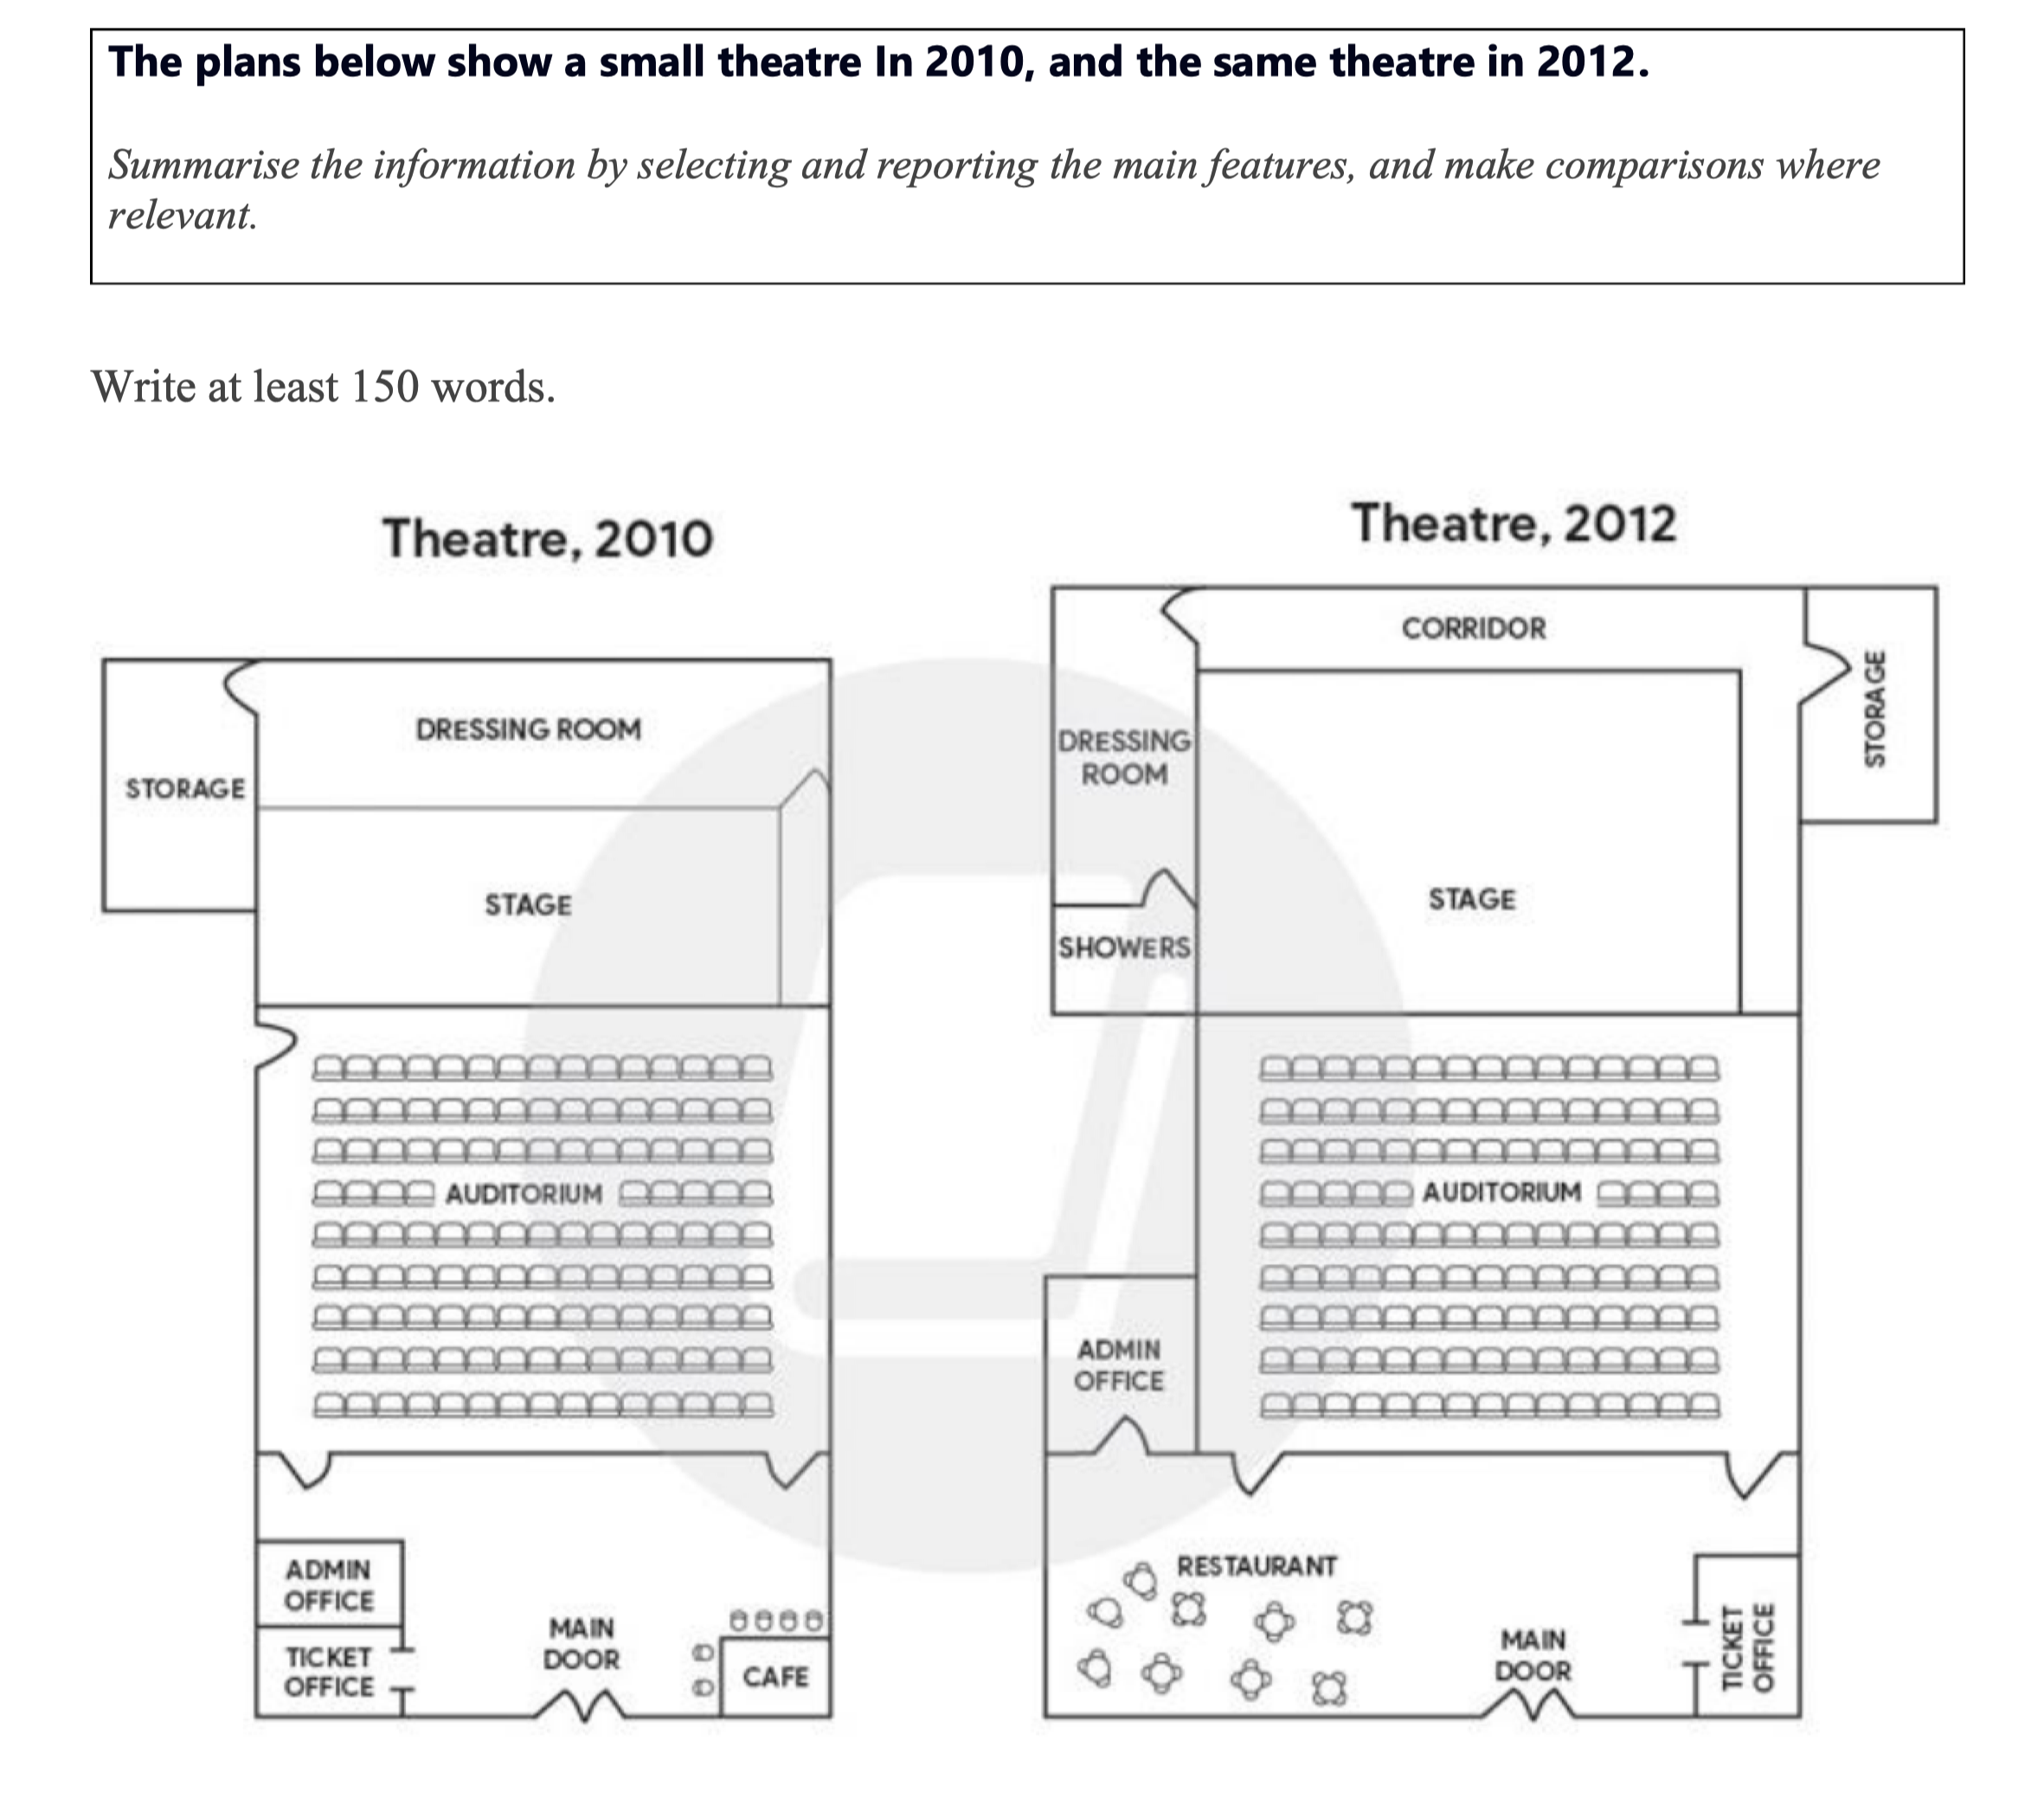 The plans below show a small theatre In 2010, and the same theatre in 2012.
Summarise the information by selecting and reporting the main features, and make comparisons where
relevant.
Write at least 150 words.
Theatre, 2010
STORAGE
DRESSING ROOM
STAGE
AUDITORIUM
ADMIN
OFFICE
TICKET
OFFICE
MAIN
DOOR
CAFE
Theatre, 2012
CORRIDOR
STORAGE
DRESSING
ROOM
STAGE
SHOWERS
AUDITORIUM
ADMIN
OFFICE
RESTAURANT
MAIN
DOOR
TICKET
OFFICE